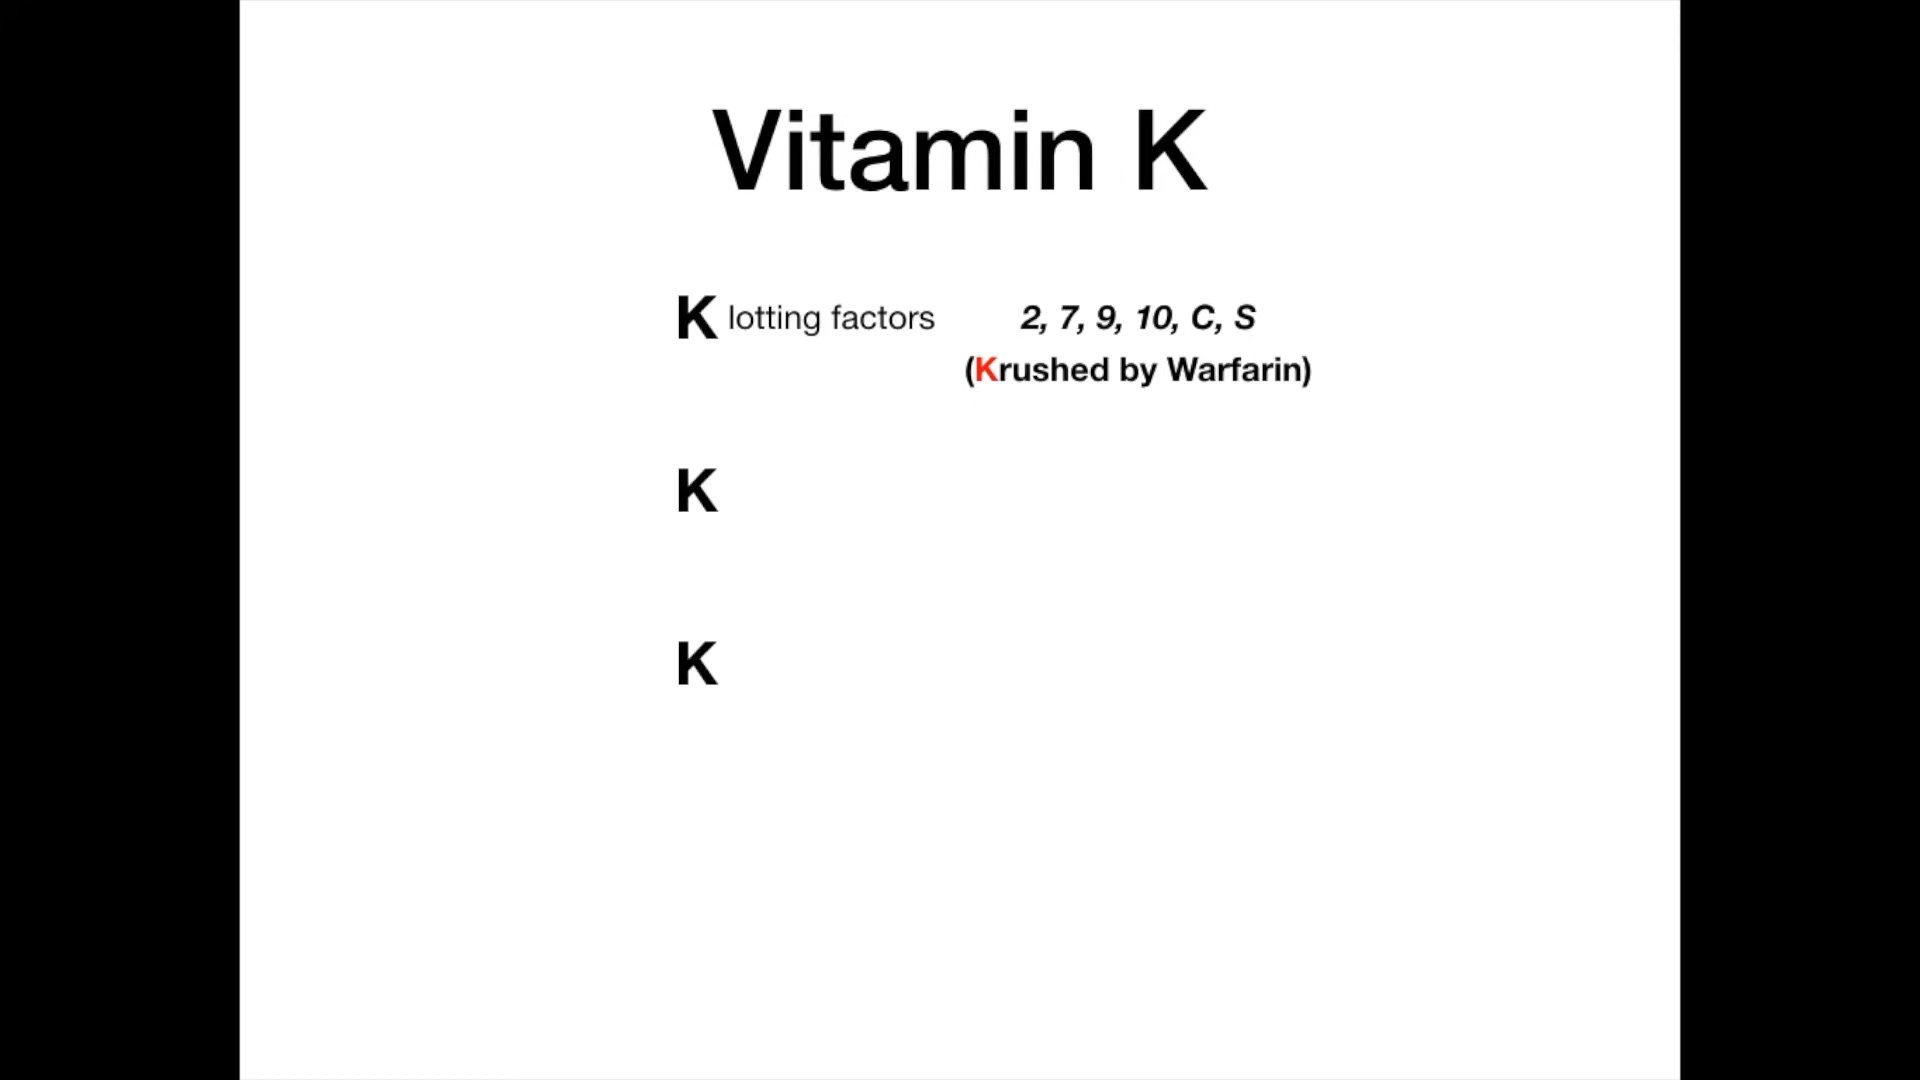 Vitamin K
K lotting factors 2, 7, 9, 10, C, S
(Krushed by Warfarin)
K
K